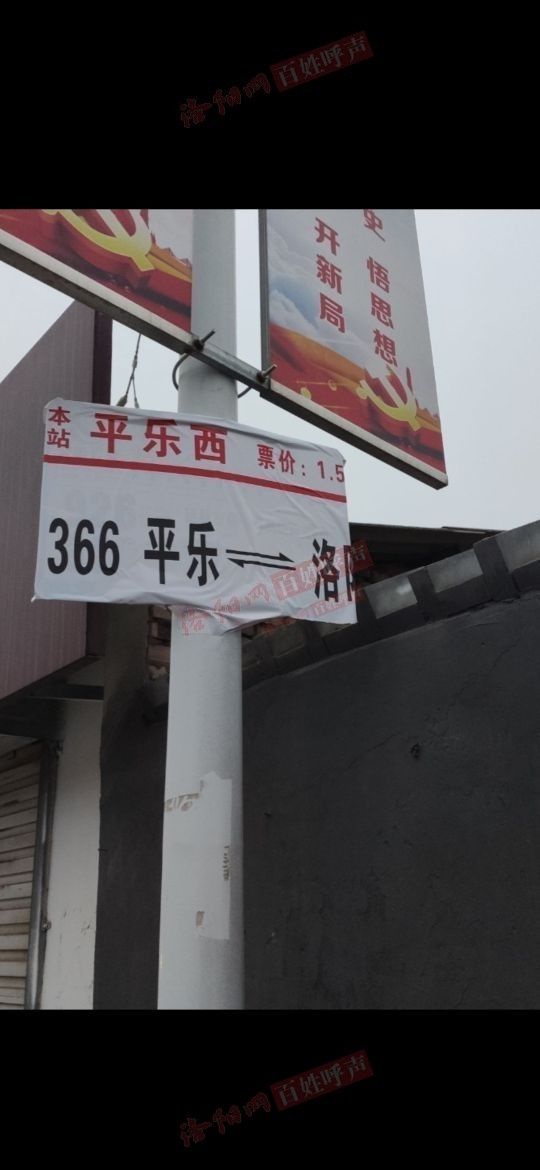 洛阳网 百姓呼声
史 悟思想
开新局
本站 平乐西 票价：1.5
366 平乐⇌洛
洛阳网 百姓呼声
洛阳网 百姓呼声